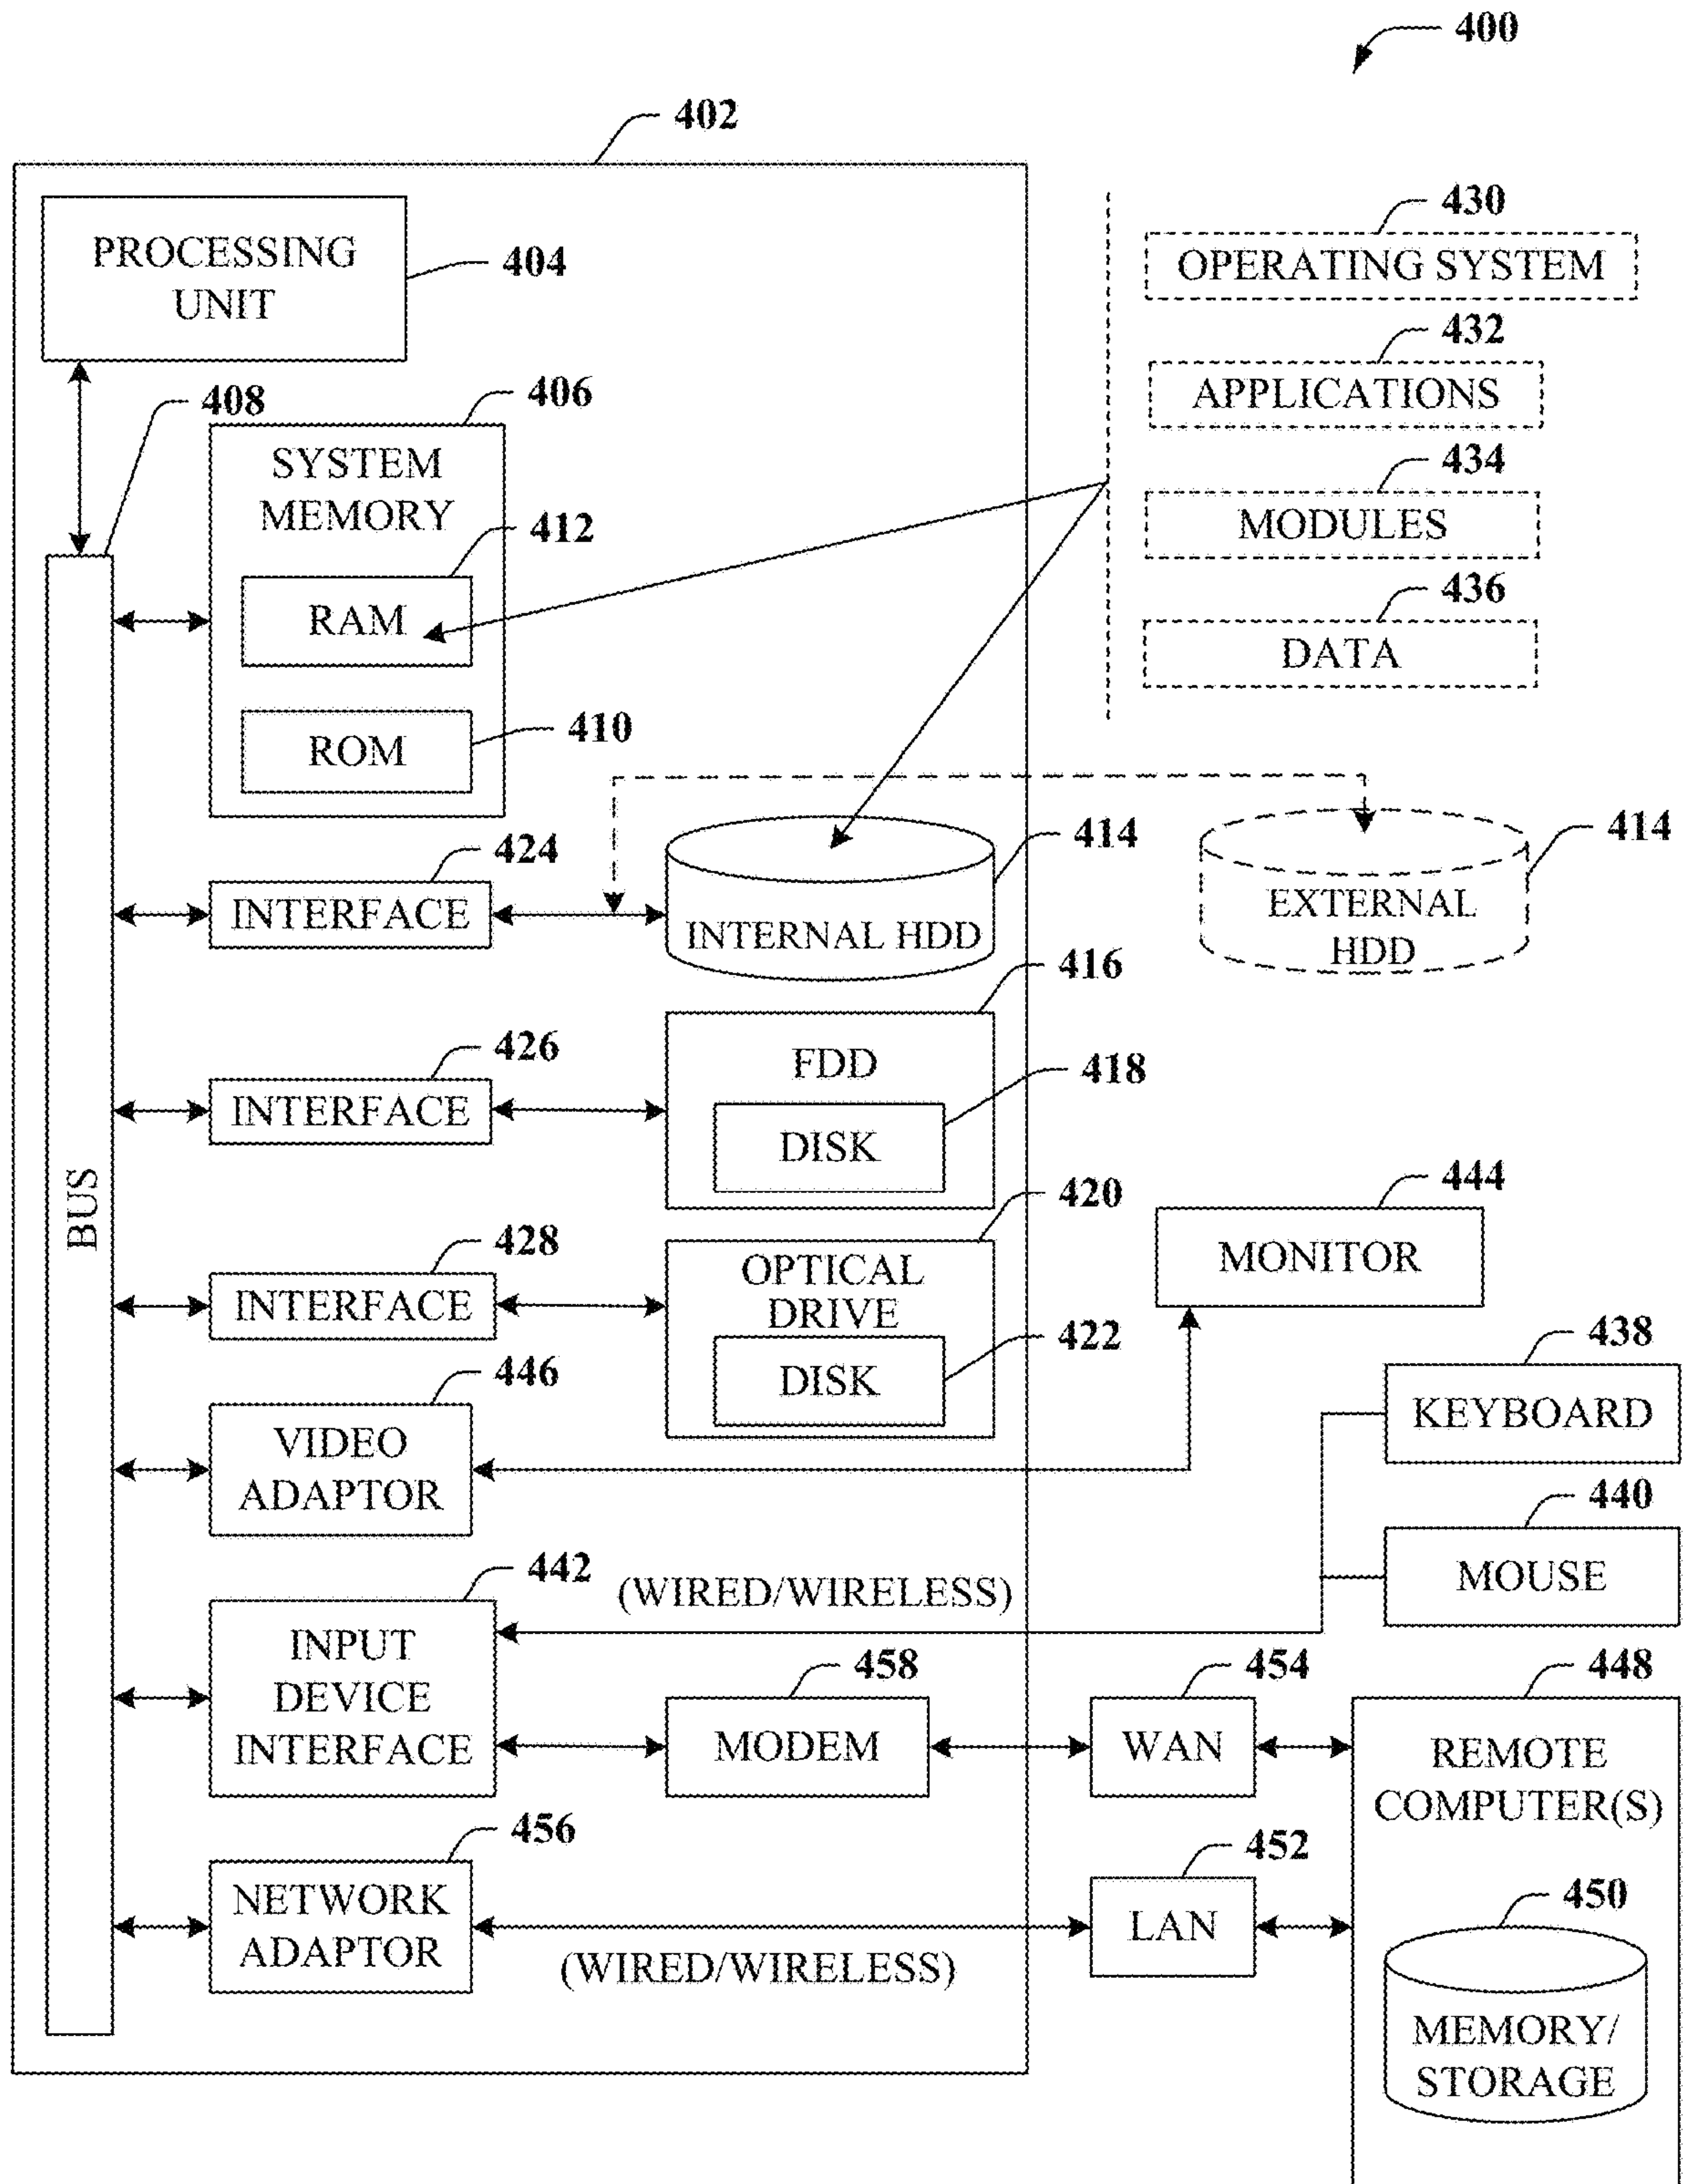 400
402
PROCESSING
UNIT
404
430
OPERATING SYSTEM
432
APPLICATIONS
434
MODULES
436
DATA
408
406
SYSTEM
MEMORY
412
RAM
410
ROM
424
INTERFACE
414
INTERNAL HDD
414
EXTERNAL
HDD
416
FDD
418
DISK
426
INTERFACE
BUS
420
OPTICAL
DRIVE
422
DISK
428
INTERFACE
444
MONITOR
438
KEYBOARD
446
VIDEO
ADAPTOR
440
MOUSE
442
INPUT
DEVICE
INTERFACE
(WIRED/WIRELESS)
458
MODEM
454
WAN
448
REMOTE
COMPUTER(S)
456
NETWORK
ADAPTOR
(WIRED/WIRELESS)
452
LAN
450
MEMORY/
STORAGE